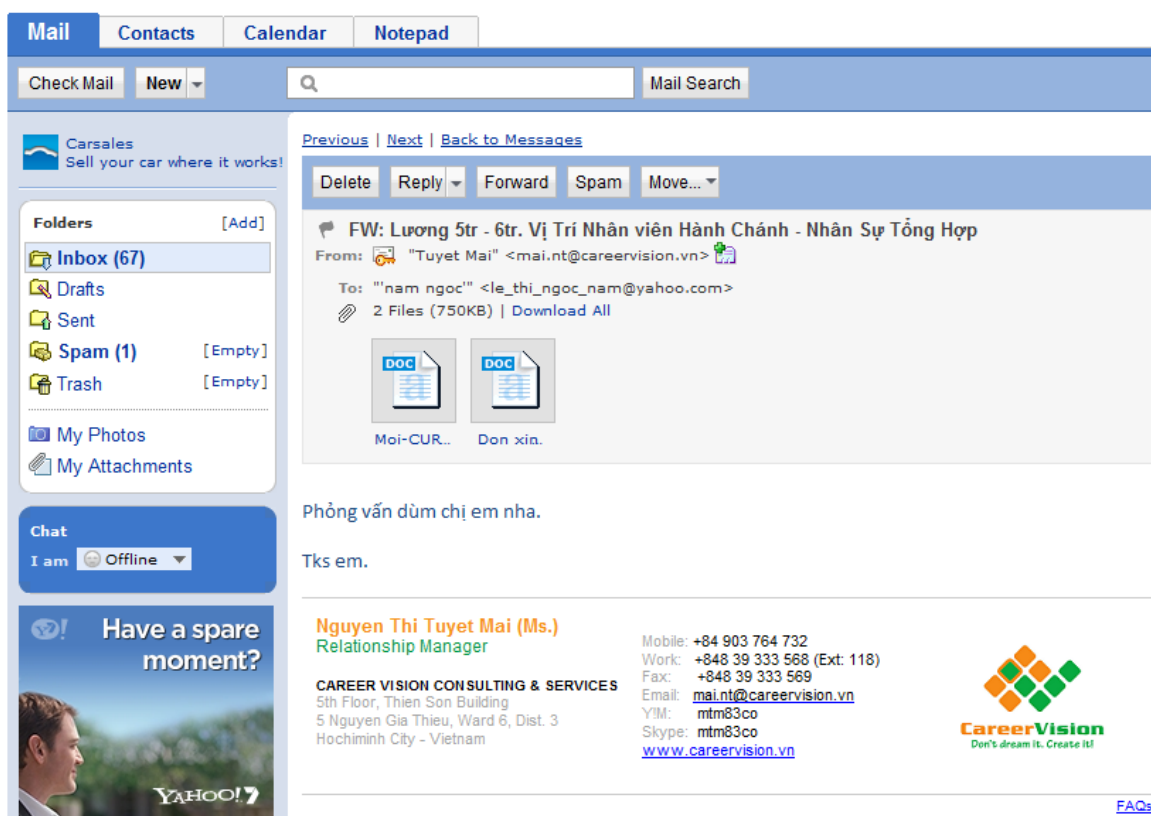 Mail Contacts Calendar Notepad
Check Mail New Mail Search
Carsales
Sell your car where it works!
Previous | Next | Back to Messages
Delete Reply Forward Spam Move...
Folders [Add]
Inbox (67)
Drafts
Sent
Spam (1) [Empty]
Trash [Empty]
My Photos
My Attachments
Chat
I am Offline
Have a spare
moment?
YAHOO!7
FW: Lương 5tr - 6tr. Vị Trí Nhân viên Hành Chánh - Nhân Sự Tổng Hợp
From: "Tuyet Mai" <mai.nt@careervision.vn>
To: "'nam ngoc'" <le_thi_ngoc_nam@yahoo.com>
2 Files (750KB) | Download All
DOC DOC
Moi-CUR... Don xin.
Phỏng vấn dùm chị em nha.
Tks em.
Nguyen Thi Tuyet Mai (Ms.)
Relationship Manager
CAREER VISION CONSULTING & SERVICES
5th Floor, Thien Son Building
5 Nguyen Gia Thieu, Ward 6, Dist. 3
Hochiminh City - Vietnam
Mobile: +84 903 764 732
Work: +848 39 333 568 (Ext: 118)
Fax: +848 39 333 569
Email: mai.nt@careervision.vn
Y!M: mtm83co
Skype: mtm83co
www.careervision.vn
CareerVision
Don't dream it. Create it!
FAQs